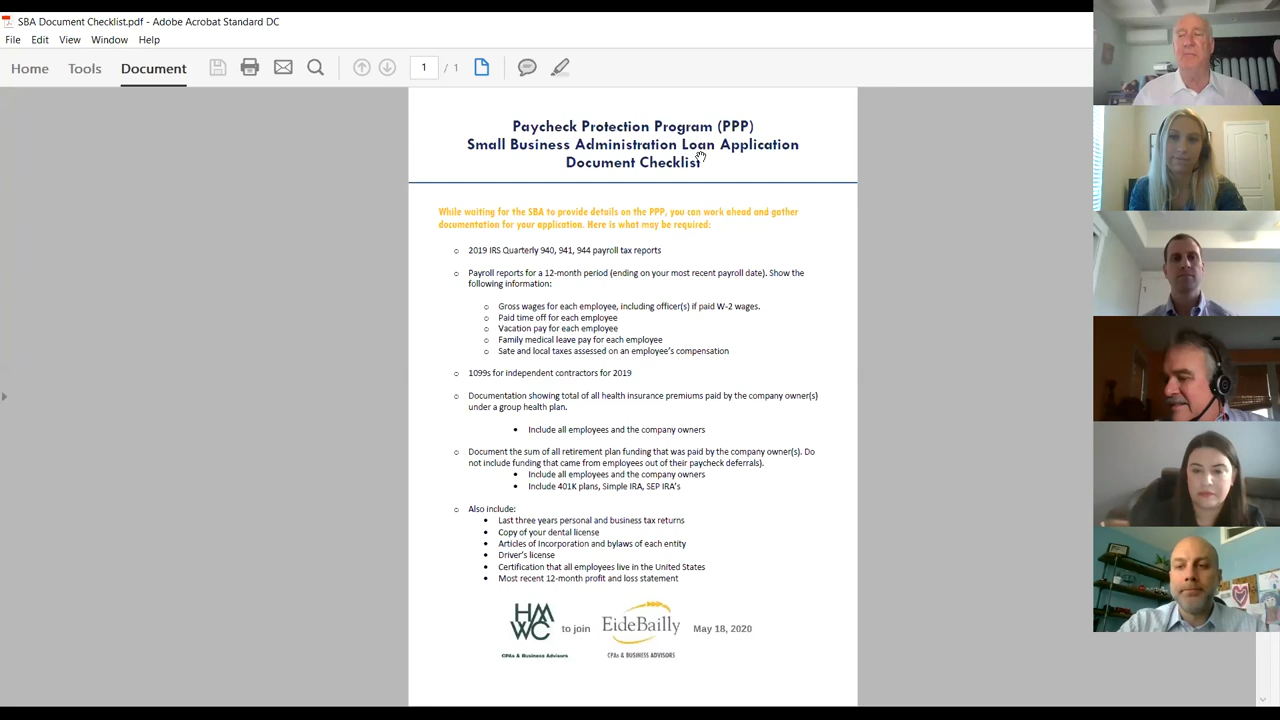 SBA Document Checklist.pdf - Adobe Acrobat Standard DC
File Edit View Window Help
Home Tools Document 1 / 1
Paycheck Protection Program (PPP)
Small Business Administration Loan Application
Document Checklist
While waiting for the SBA to provide details on the PPP, you can work ahead and gather
documentation for your application. Here is what may be required:
o 2019 IRS Quarterly 940, 941, 944 payroll tax reports
o Payroll reports for a 12-month period (ending on your most recent payroll date). Show the
following information:
o Gross wages for each employee, including officer(s) if paid W-2 wages.
o Paid time off for each employee
o Vacation pay for each employee
o Family medical leave pay for each employee
o Sate and local taxes assessed on an employee's compensation
o 1099s for independent contractors for 2019
o Documentation showing total of all health insurance premiums paid by the company owner(s)
under a group health plan.
• Include all employees and the company owners
o Document the sum of all retirement plan funding that was paid by the company owner(s). Do
not include funding that came from employees out of their paycheck deferrals).
• Include all employees and the company owners
• Include 401K plans, Simple IRA, SEP IRA's
o Also include:
• Last three years personal and business tax returns
• Copy of your dental license
• Articles of Incorporation and bylaws of each entity
• Driver's license
• Certification that all employees live in the United States
• Most recent 12-month profit and loss statement
HM
WC
CPAs & Business Advisors
to join
EideBailly
CPAS & BUSINESS ADVISORS
May 18, 2020